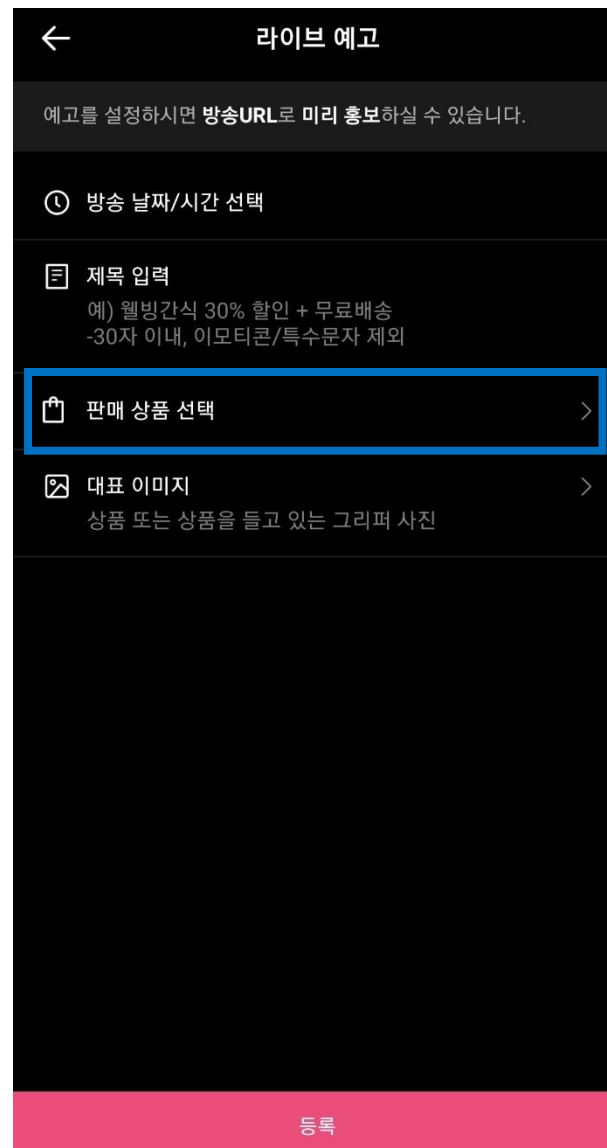 라이브 예고
예고를 설정하시면 방송URL로 미리 홍보하실 수 있습니다.
방송 날짜/시간 선택
제목 입력
예) 웰빙간식 30% 할인 + 무료배송
-30자 이내, 이모티콘/특수문자 제외
판매 상품 선택
대표 이미지
상품 또는 상품을 들고 있는 그리퍼 사진
등록